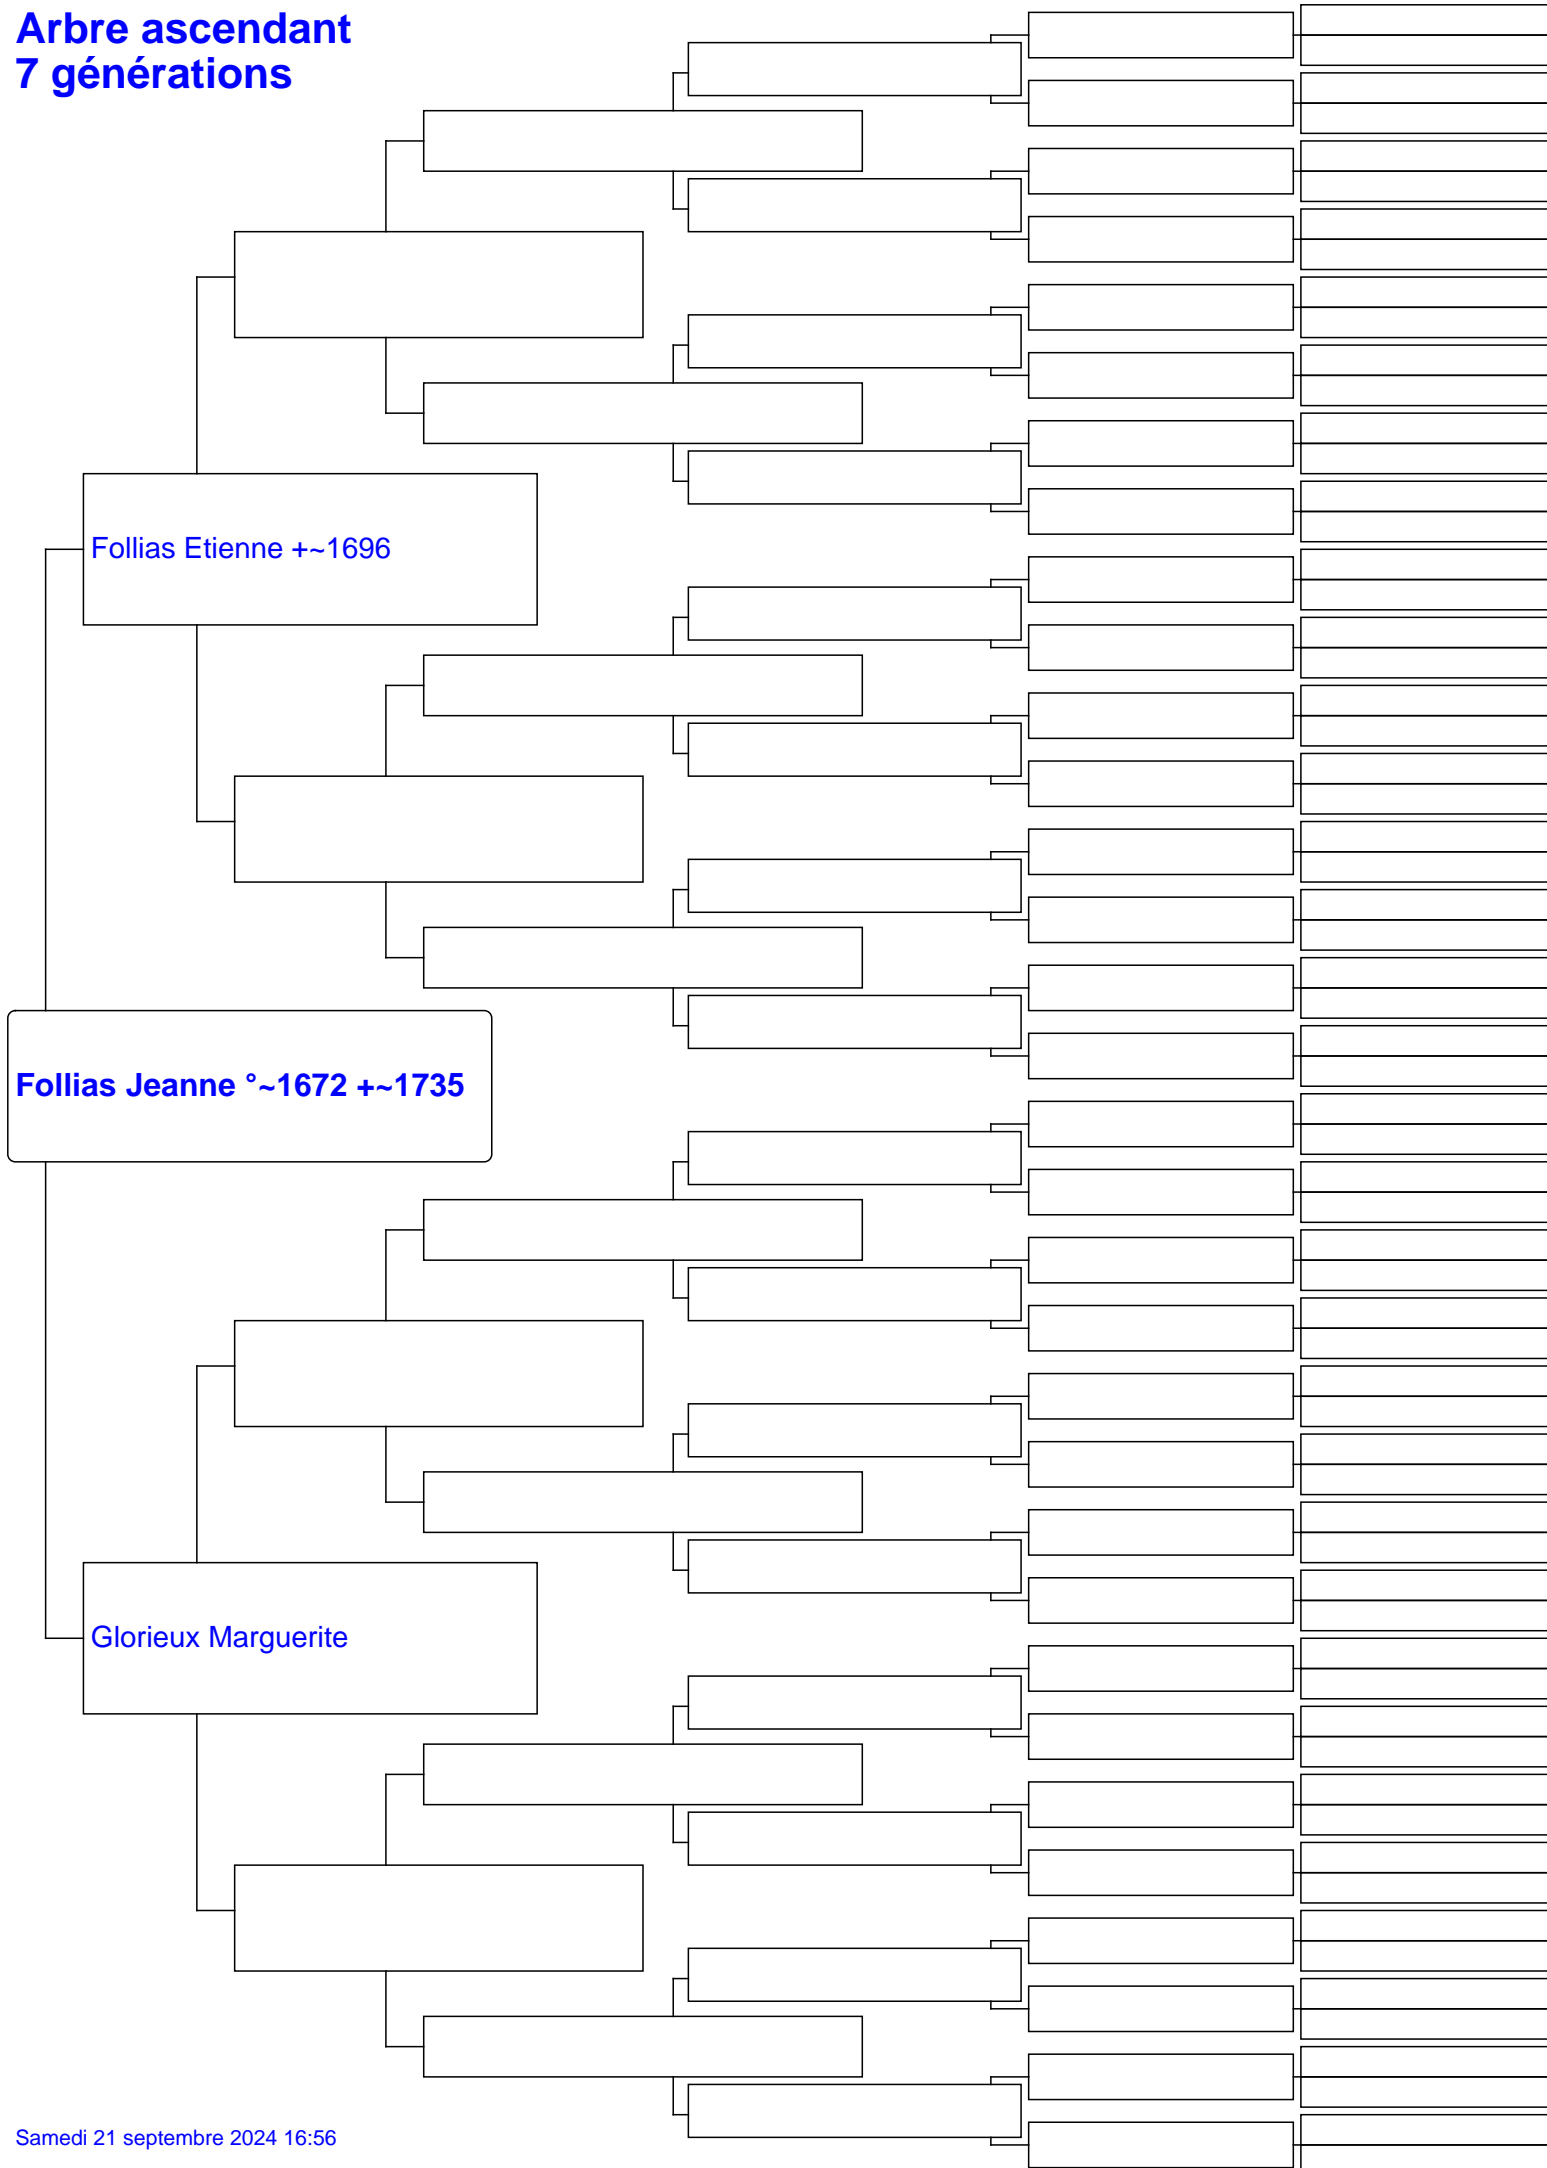 Arbre ascendant
7 générations
Follias Etienne +~1696
Follias Jeanne °~1672 +~1735
Glorieux Marguerite
Samedi 21 septembre 2024 16:56